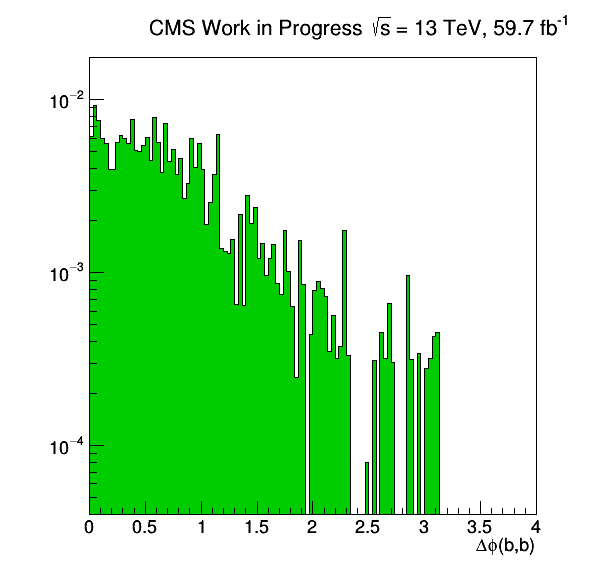 CMS Work in Progress √s = 13 TeV, 59.7 fb⁻¹
10⁻²
10⁻³
10⁻⁴
0 0.5 1 1.5 2 2.5 3 3.5 4
Δϕ(b,b)